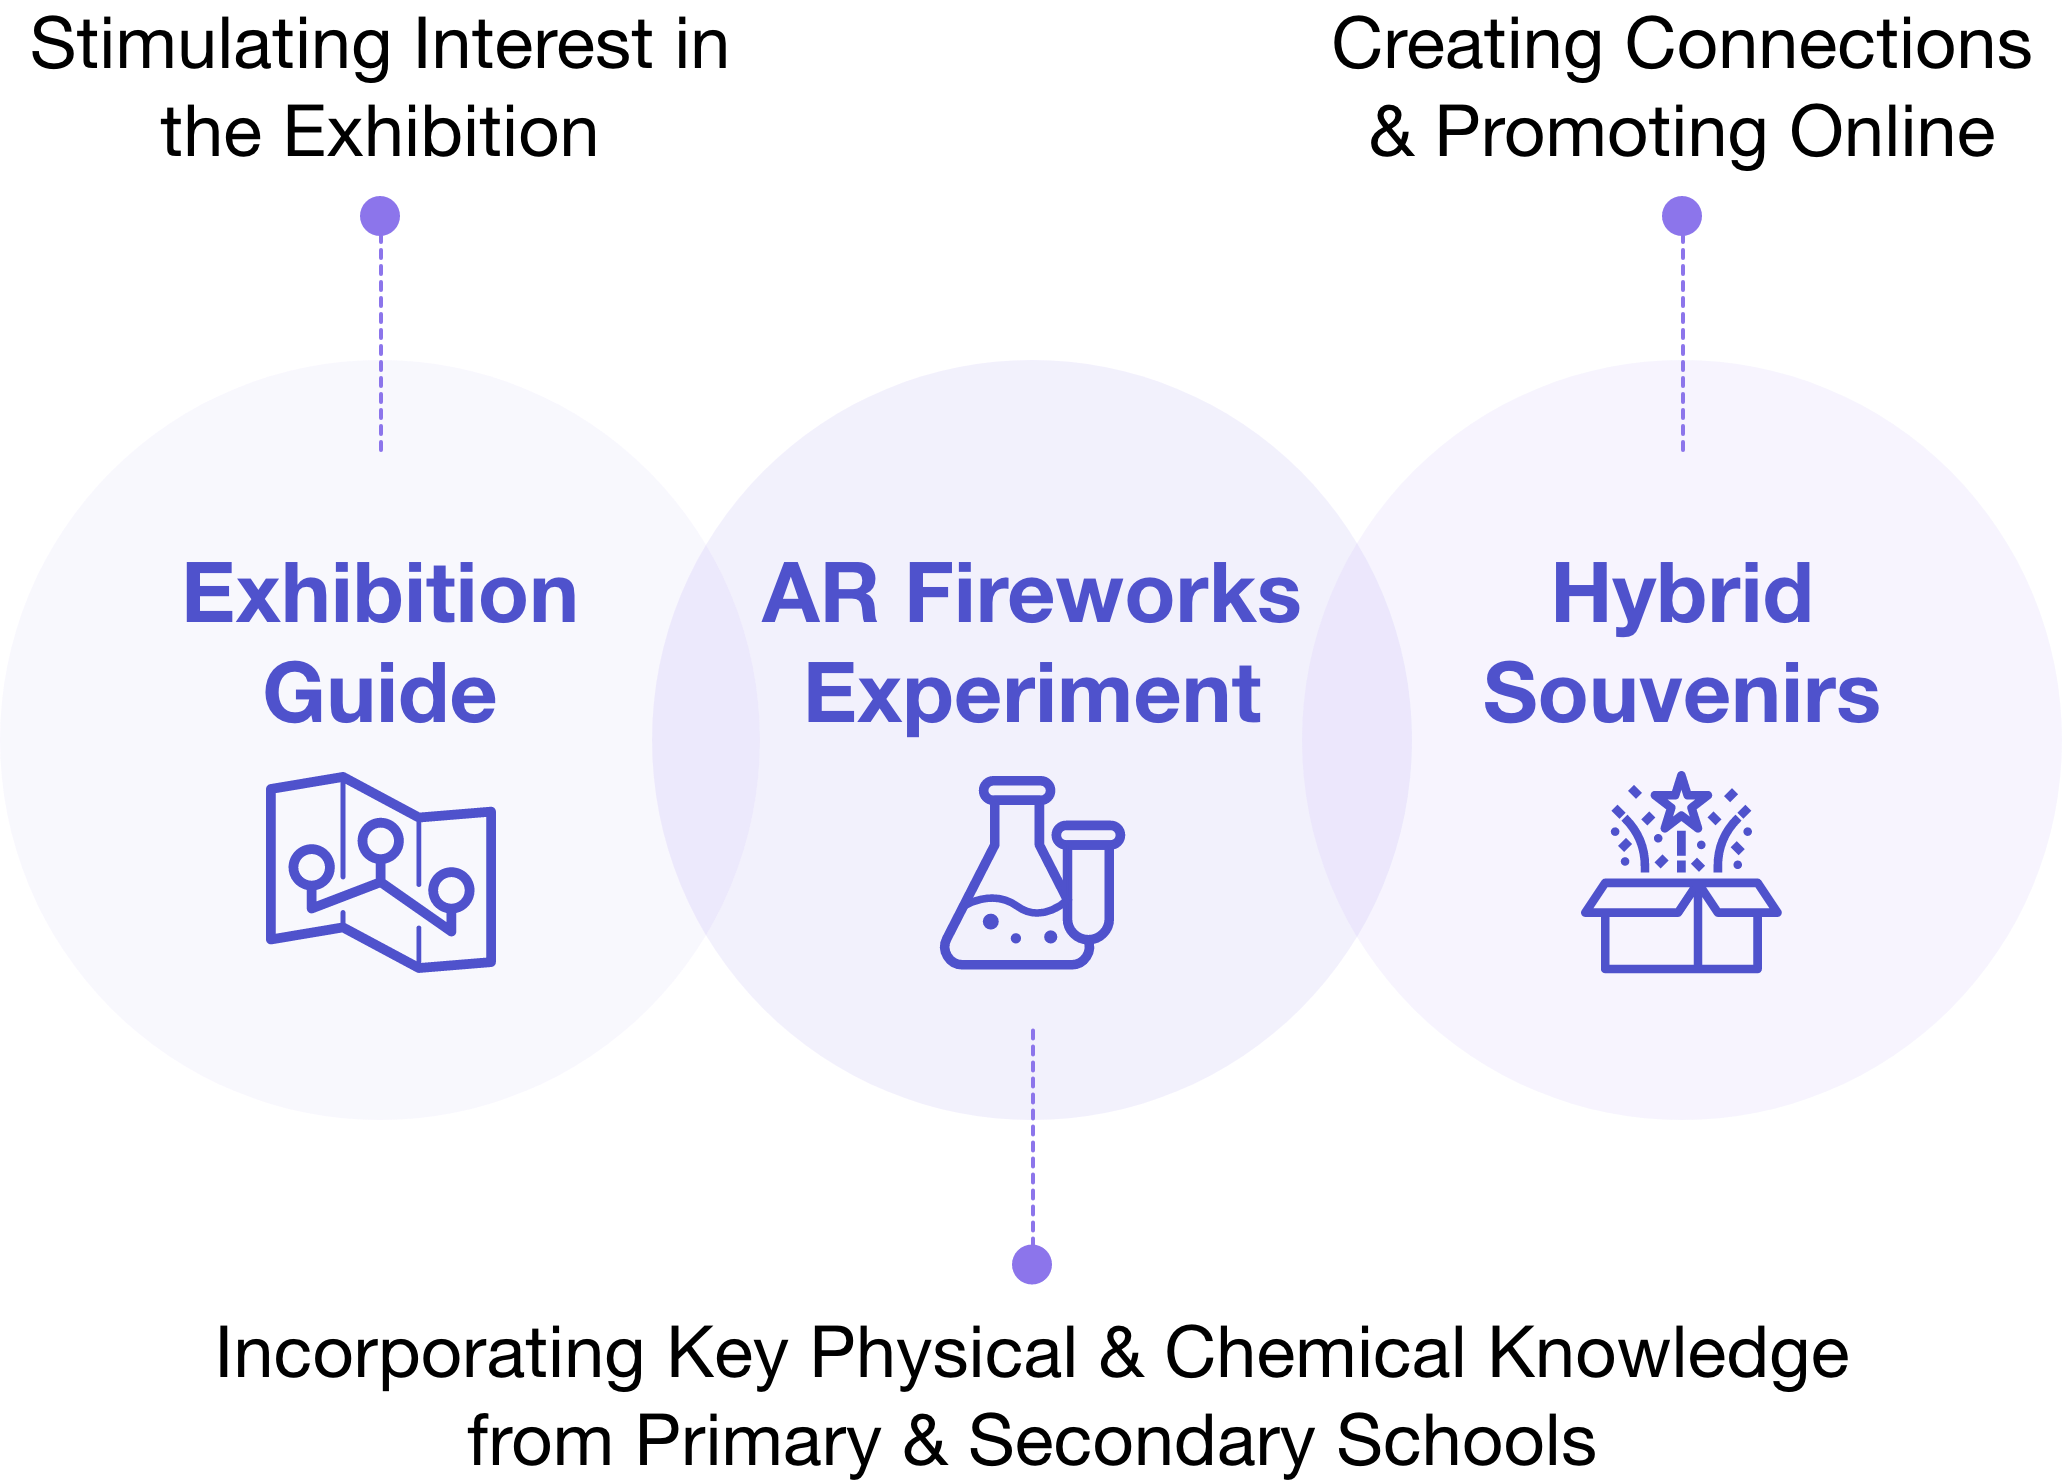 Stimulating Interest in
the Exhibition
Creating Connections
& Promoting Online
Exhibition
Guide
AR Fireworks
Experiment
Hybrid
Souvenirs
Incorporating Key Physical & Chemical Knowledge
from Primary & Secondary Schools